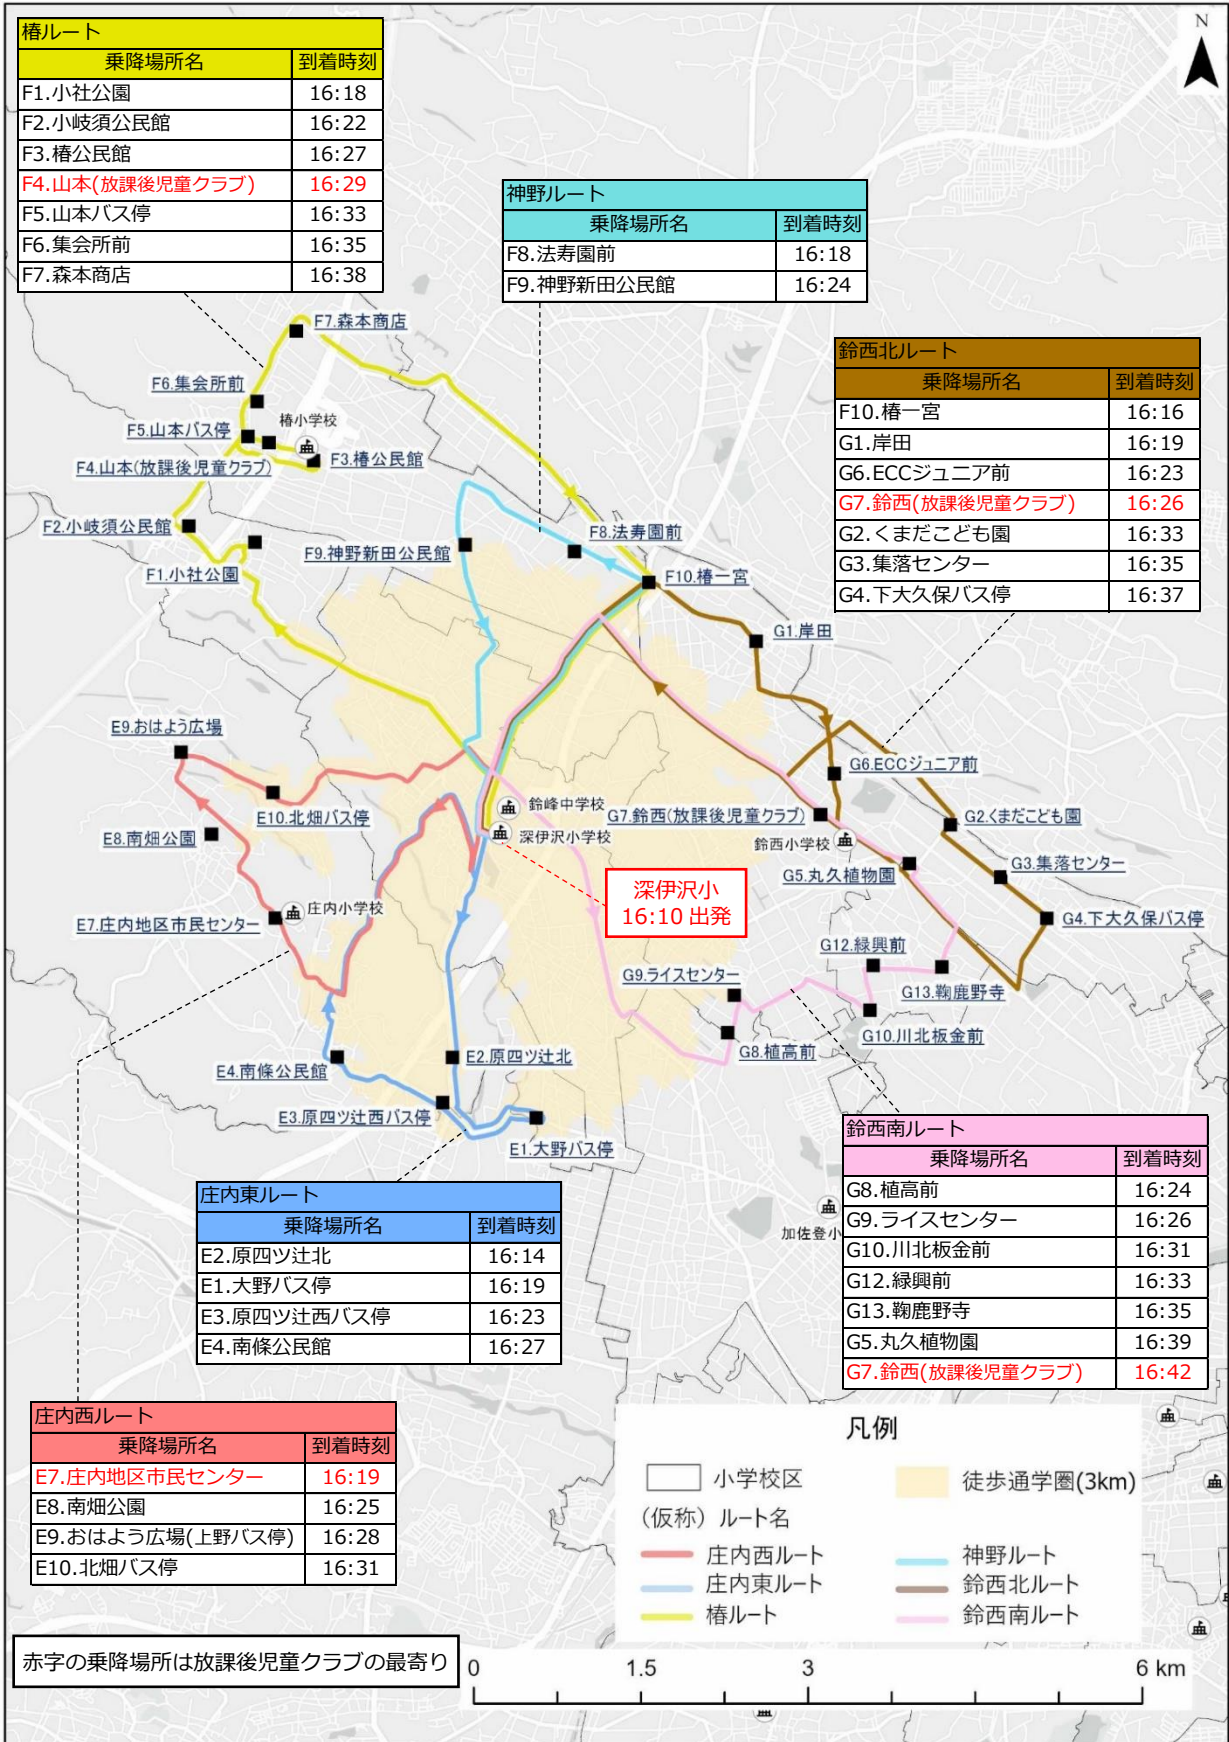 椿ルート
乗降場所名 到着時刻
F1.小社公園 16:18
F2.小岐須公民館 16:22
F3.椿公民館 16:27
F4.山本(放課後児童クラブ) 16:29
F5.山本バス停 16:33
F6.集会所前 16:35
F7.森本商店 16:38
N
神野ルート
乗降場所名 到着時刻
F8.法寿園前 16:18
F9.神野新田公民館 16:24
鈴西北ルート
乗降場所名 到着時刻
F10.椿一宮 16:16
G1.岸田 16:19
G6.ECCジュニア前 16:23
G7.鈴西(放課後児童クラブ) 16:26
G2.くまだこども園 16:33
G3.集落センター 16:35
G4.下大久保バス停 16:37
F7.森本商店
F6.集会所前
椿小学校
F5.山本バス停
F4.山本(放課後児童クラブ)
F3.椿公民館
F2.小岐須公民館
F1.小社公園
F9.神野新田公民館
F8.法寿園前
F10.椿一宮
G1.岸田
E9.おはよう広場
G6.ECCジュニア前
E10.北畑バス停
鈴峰中学校
G7.鈴西(放課後児童クラブ)
E8.南畑公園
深伊沢小学校
鈴西小学校
G2.くまだこども園
G5.丸久植物園
G3.集落センター
深伊沢小
16:10 出発
庄内小学校
E7.庄内地区市民センター
G4.下大久保バス停
G12.緑興前
G9.ライスセンター
G13.鞠鹿野寺
G10.川北板金前
G8.植高前
E2.原四ツ辻北
E4.南條公民館
E3.原四ツ辻西バス停
E1.大野バス停
鈴西南ルート
乗降場所名 到着時刻
G8.植高前 16:24
G9.ライスセンター 16:26
G10.川北板金前 16:31
G12.緑興前 16:33
G13.鞠鹿野寺 16:35
G5.丸久植物園 16:39
G7.鈴西(放課後児童クラブ) 16:42
加佐登小
庄内東ルート
乗降場所名 到着時刻
E2.原四ツ辻北 16:14
E1.大野バス停 16:19
E3.原四ツ辻西バス停 16:23
E4.南條公民館 16:27
庄内西ルート
乗降場所名 到着時刻
E7.庄内地区市民センター 16:19
E8.南畑公園 16:25
E9.おはよう広場(上野バス停) 16:28
E10.北畑バス停 16:31
凡例
小学校区 徒歩通学圏(3km)
(仮称) ルート名
庄内西ルート 神野ルート
庄内東ルート 鈴西北ルート
椿ルート 鈴西南ルート
赤字の乗降場所は放課後児童クラブの最寄り
0 1.5 3 6 km